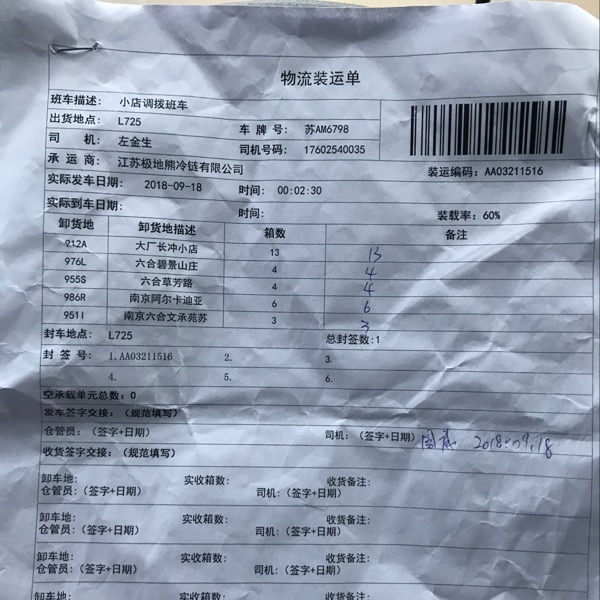 物流装运单
班车描述： 小店调拨班车
出货地点： L725 车 牌 号： 苏AM6798
司 机： 左金生 司机号码： 17602540035
承 运 商： 江苏极地熊冷链有限公司 装运编码：AA03211516
实际发车日期： 2018-09-18 时间： 00:02:30
实际到车日期： 时间： 装载率：60%
卸货地 卸货地描述 箱数 备注
912A 大厂长冲小店 13 13
976L 六合碧景山庄 4 4
955S 六合草芳路 4 4
986R 南京阿尔卡迪亚 6 6
951I 南京六合文承苑苏 3 3
封车地点： L725 总封签数:1
封 签 号： 1.AA03211516 2. 3.
4. 5. 6.
空承载单元总数：0
发车签字交接：（规范填写）
仓管员：（签字+日期） 司机：（签字+日期） 2018.09.18
收货签字交接：（规范填写）
卸车地： 实收箱数： 收货备注：
仓管员：（签字+日期） 司机：（签字+日期）
卸车地： 实收箱数： 收货备注：
仓管员：（签字+日期） 司机：（签字+日期）
卸车地： 实收箱数： 收货备注：
仓管员：（签字+日期） 司机：（签字+日期）
卸车地： 实收箱数： 收货备注：